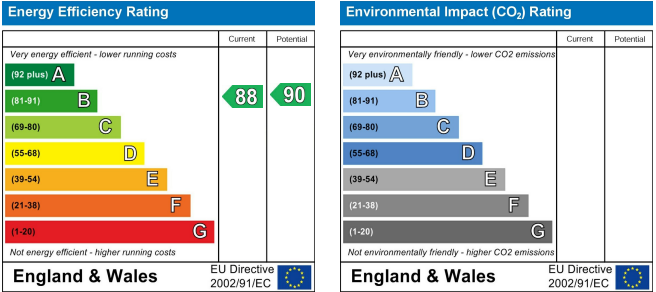 Energy Efficiency Rating
Current Potential
Very energy efficient - lower running costs
(92 plus) A
(81-91) B
88 90
(69-80) C
(55-68) D
(39-54) E
(21-38) F
(1-20) G
Not energy efficient - higher running costs
England & Wales
EU Directive
2002/91/EC
Environmental Impact (CO₂) Rating
Current Potential
Very environmentally friendly - lower CO2 emissions
(92 plus) A
(81-91) B
(69-80) C
(55-68) D
(39-54) E
(21-38) F
(1-20) G
Not environmentally friendly - higher CO2 emissions
England & Wales
EU Directive
2002/91/EC